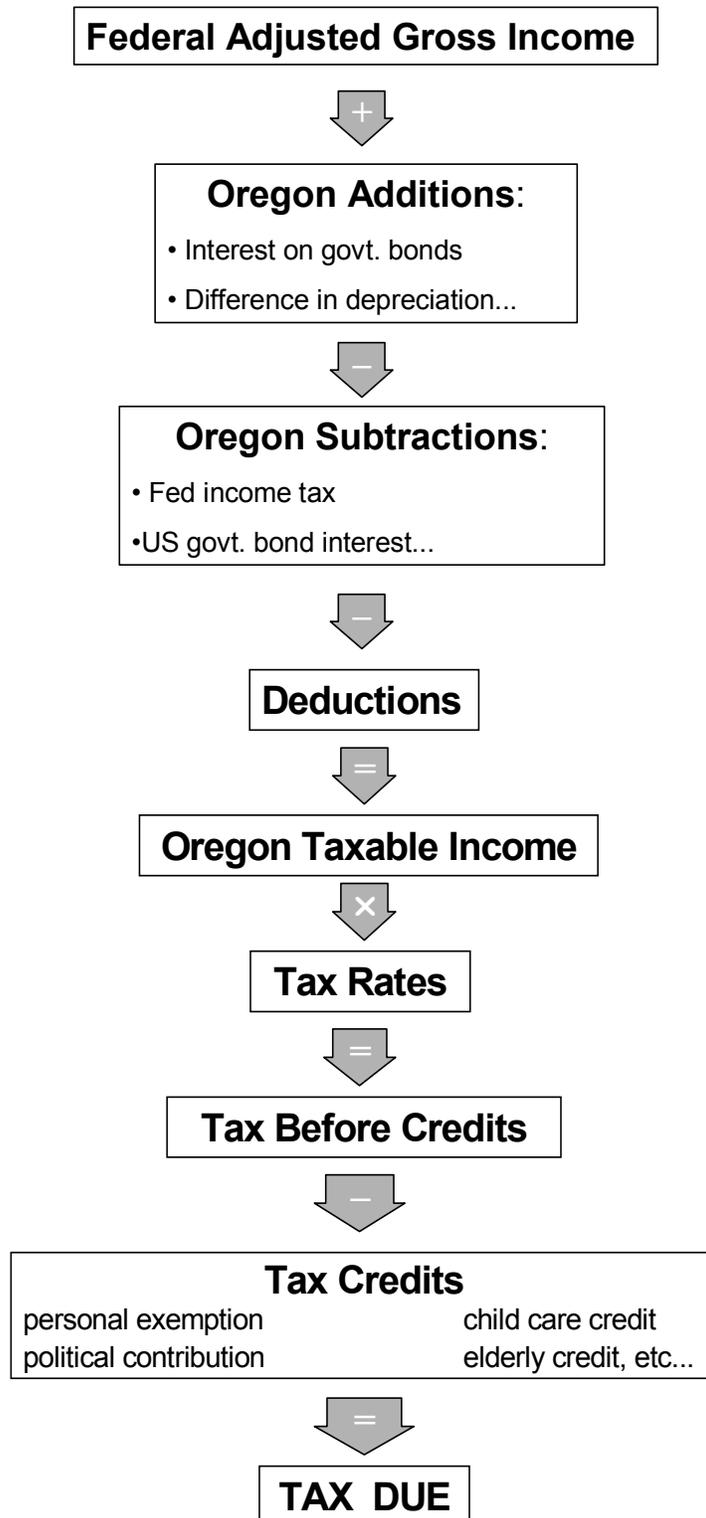 Federal Adjusted Gross Income
+
Oregon Additions:
• Interest on govt. bonds
• Difference in depreciation...
–
Oregon Subtractions:
• Fed income tax
•US govt. bond interest...
–
Deductions
=
Oregon Taxable Income
×
Tax Rates
=
Tax Before Credits
–
Tax Credits
personal exemption child care credit
political contribution elderly credit, etc...
=
TAX DUE